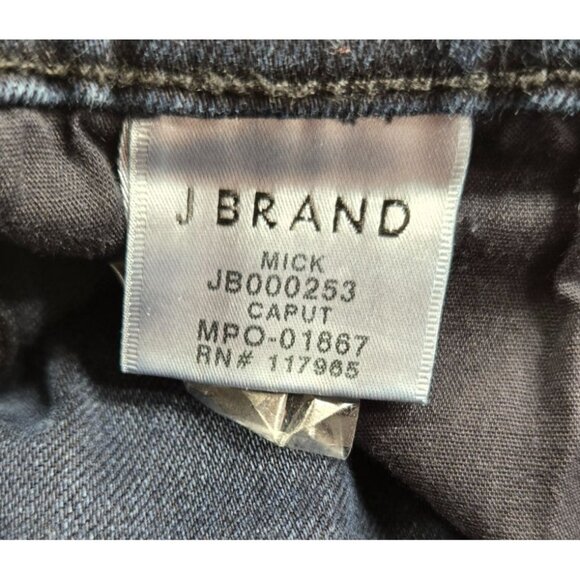 J BRAND
MICK
JB000253
CAPUT
MPO-01867
RN# 117965